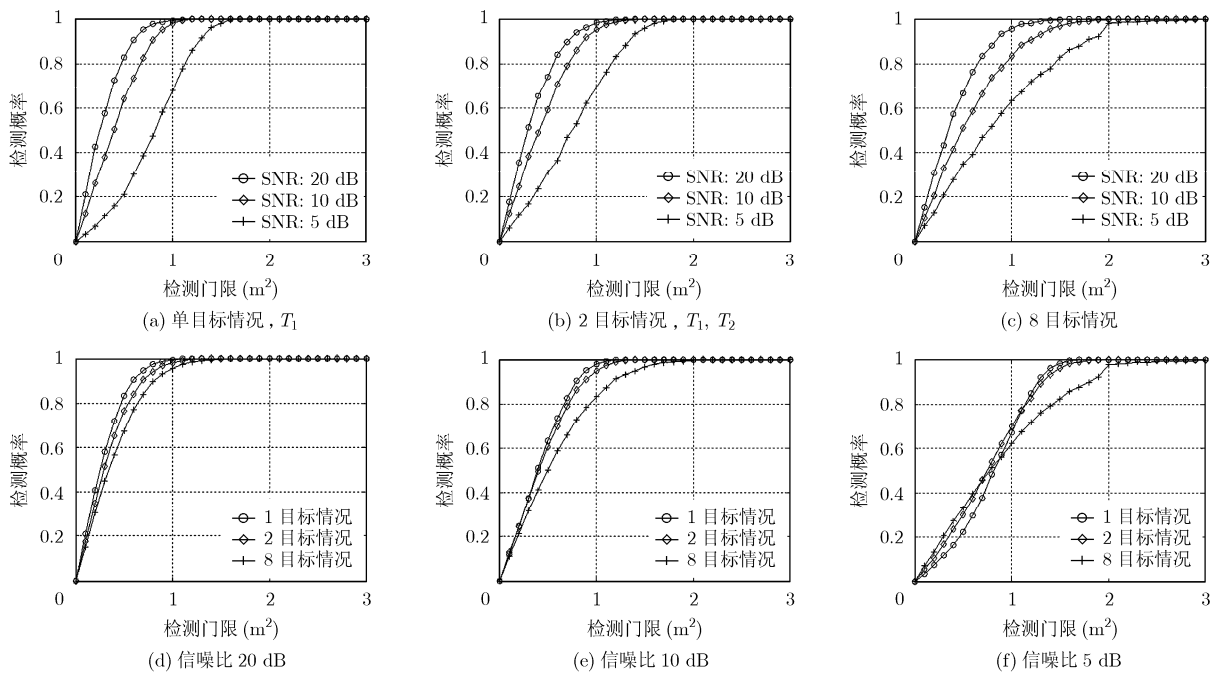 1
0.8
0.6
0.4
0.2
0
1
2
3
检测概率
检测门限 (m²)
SNR: 20 dB
SNR: 10 dB
SNR: 5 dB
(a) 单目标情况, T₁
1
0.8
0.6
0.4
0.2
0
1
2
3
检测概率
检测门限 (m²)
SNR: 20 dB
SNR: 10 dB
SNR: 5 dB
(b) 2 目标情况, T₁, T₂
1
0.8
0.6
0.4
0.2
0
1
2
3
检测概率
检测门限 (m²)
SNR: 20 dB
SNR: 10 dB
SNR: 5 dB
(c) 8 目标情况
1
0.8
0.6
0.4
0.2
0
1
2
3
检测概率
检测门限 (m²)
1 目标情况
2 目标情况
8 目标情况
(d) 信噪比 20 dB
1
0.8
0.6
0.4
0.2
0
1
2
3
检测概率
检测门限 (m²)
1 目标情况
2 目标情况
8 目标情况
(e) 信噪比 10 dB
1
0.8
0.6
0.4
0.2
0
1
2
3
检测概率
检测门限 (m²)
1 目标情况
2 目标情况
8 目标情况
(f) 信噪比 5 dB